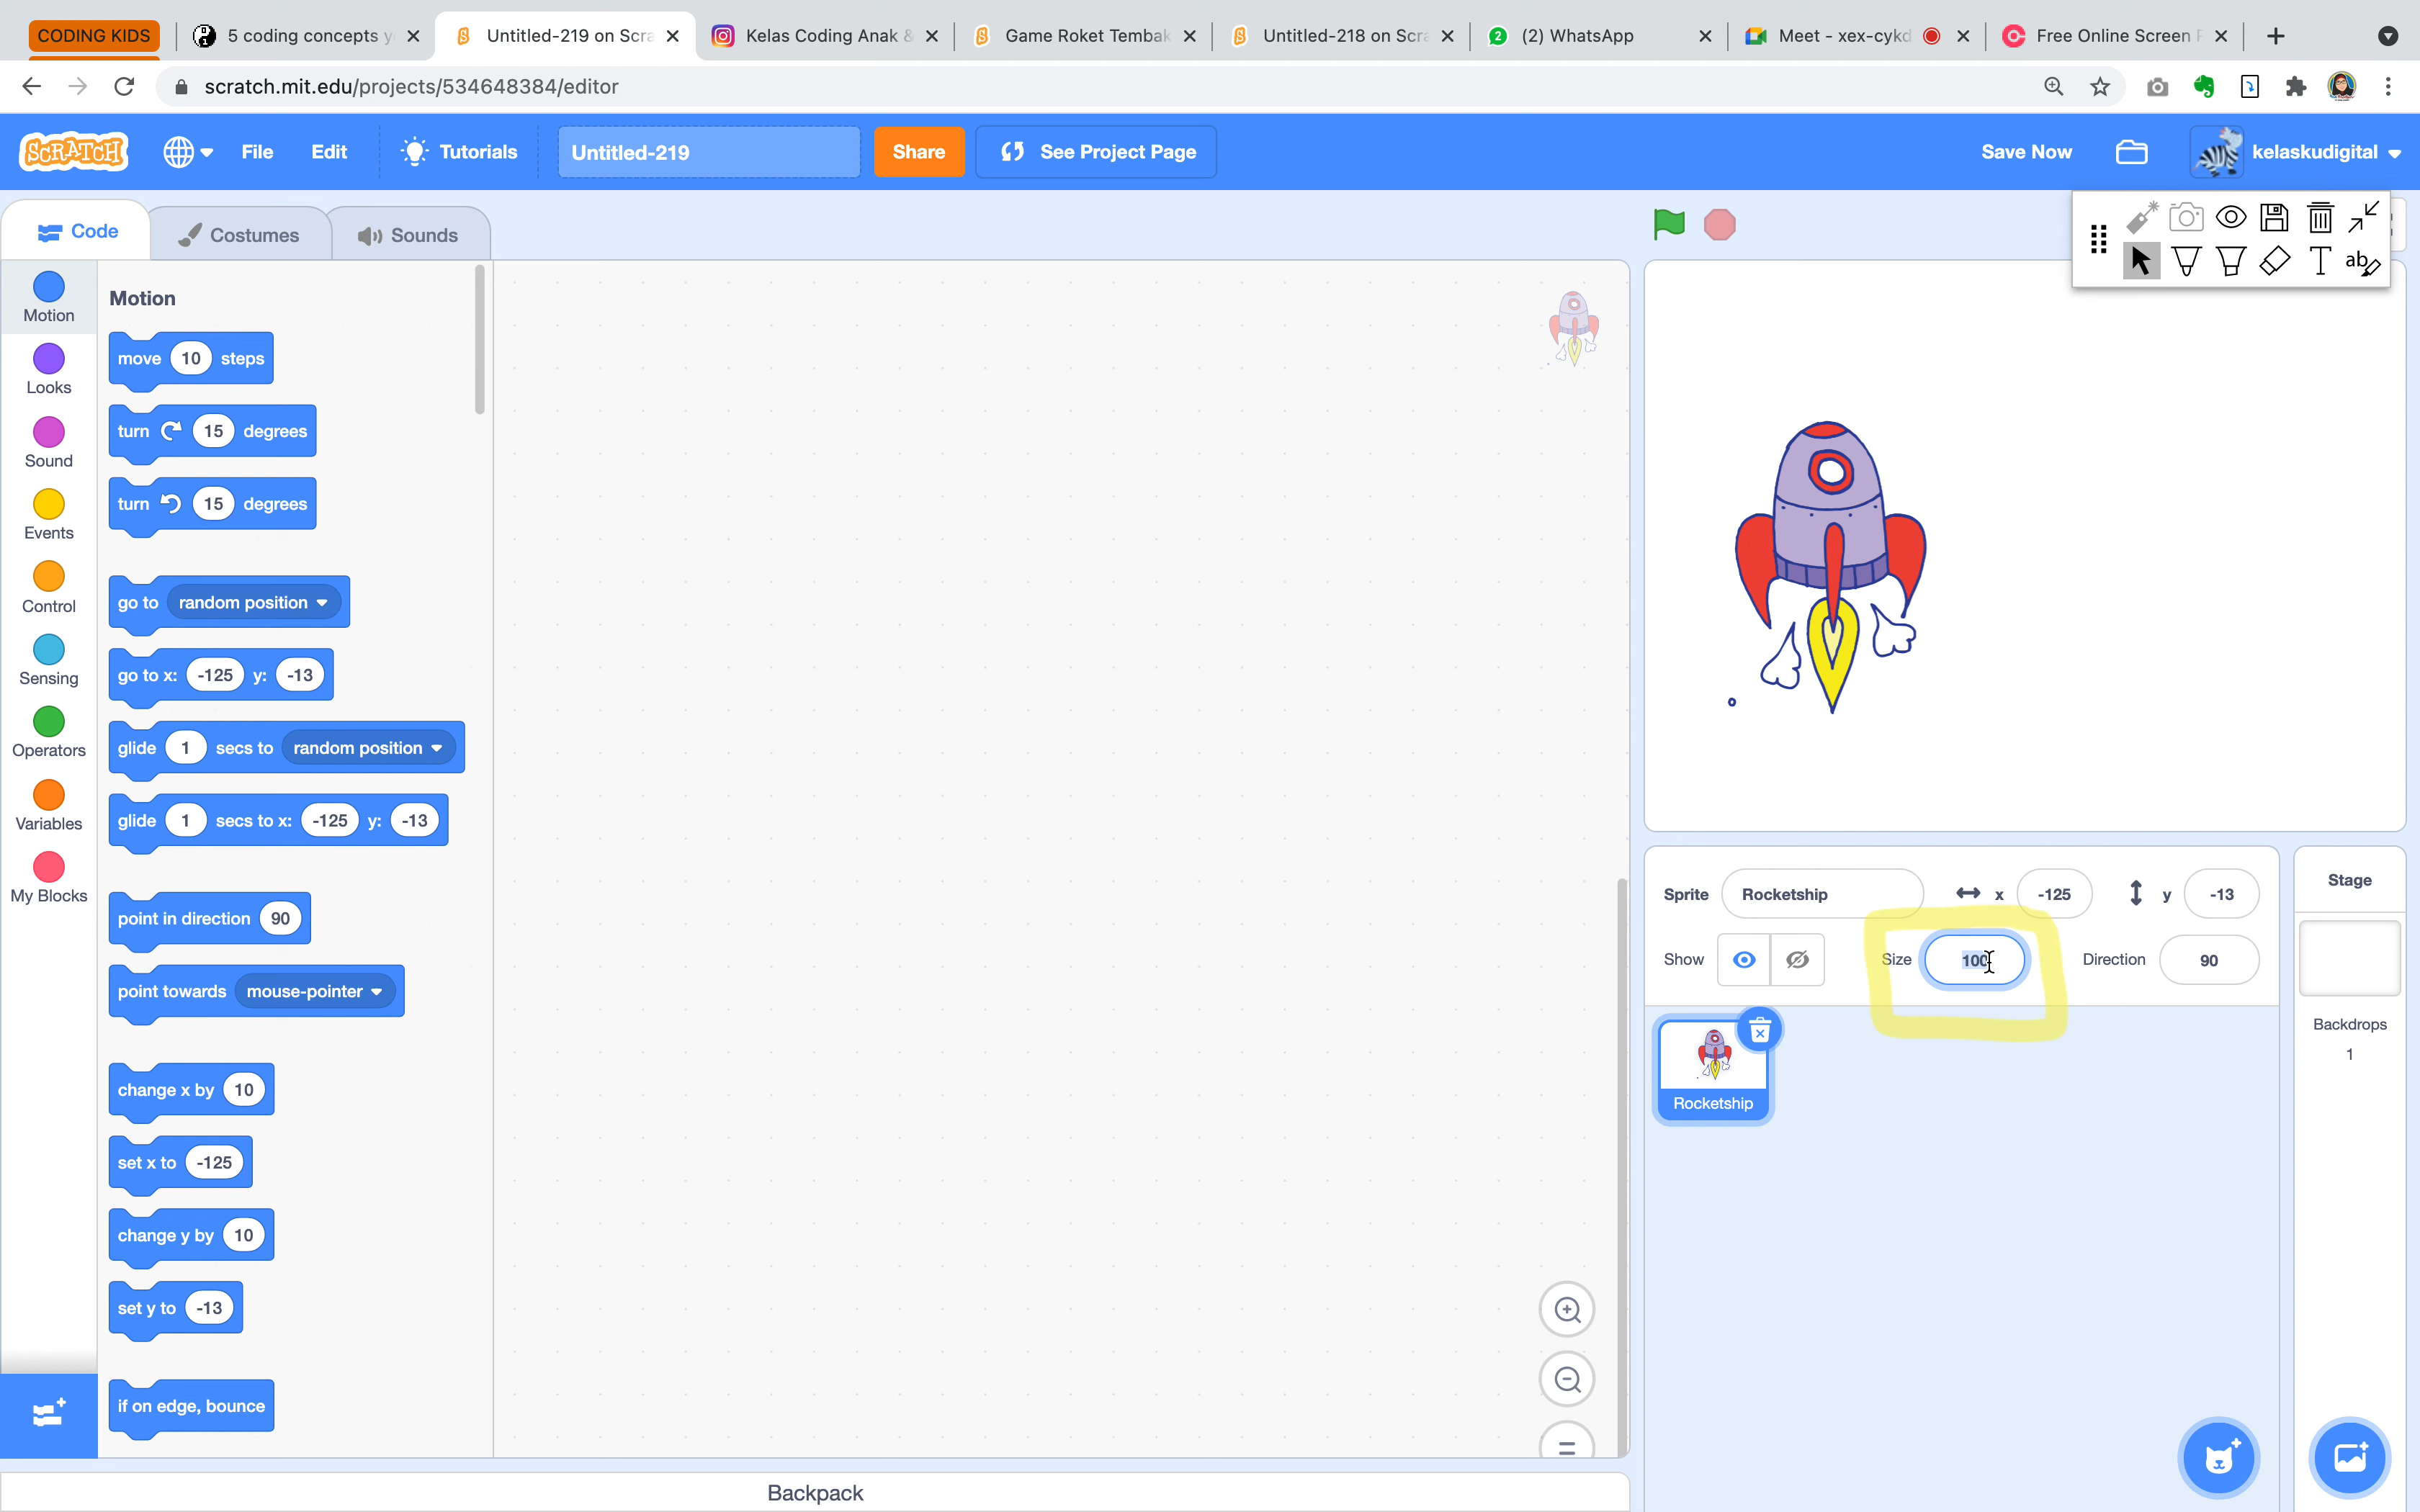 CODING KIDS
5 coding concepts y
Untitled-219 on Scra
Kelas Coding Anak &
Game Roket Tembak
Untitled-218 on Scra
2 (2) WhatsApp
Meet - xex-cykd
Free Online Screen R
scratch.mit.edu/projects/534648384/editor
SCRATCH
File
Edit
Tutorials
Untitled-219
Share
See Project Page
Save Now
kelaskudigital
Code
Costumes
Sounds
T
ab
Motion
Looks
Sound
Events
Control
Sensing
Operators
Variables
My Blocks
Motion
move 10 steps
turn 15 degrees
turn 15 degrees
go to random position
go to x: -125 y: -13
glide 1 secs to random position
glide 1 secs to x: -125 y: -13
point in direction 90
point towards mouse-pointer
change x by 10
set x to -125
change y by 10
set y to -13
if on edge, bounce
Sprite Rocketship x -125 y -13
Show Size 100 Direction 90
Rocketship
Stage
Backdrops
1
Backpack